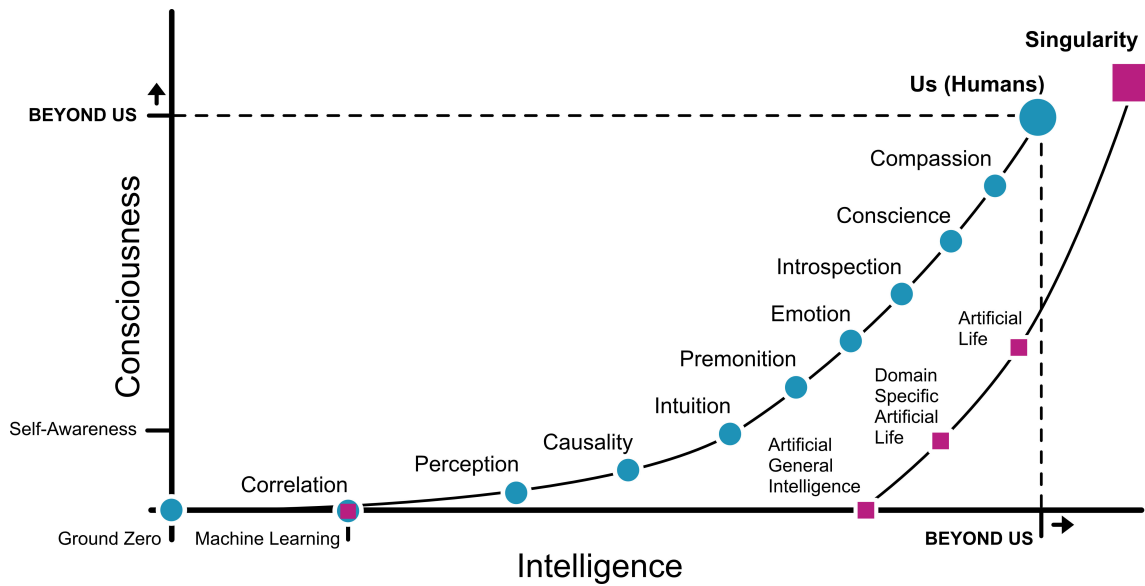 Singularity
Us (Humans)
BEYOND US
Compassion
Conscience
Introspection
Emotion
Artificial
Life
Premonition
Domain
Specific
Artificial
Life
Intuition
Self-Awareness
Causality
Artificial
General
Intelligence
Perception
Correlation
Consciousness
Ground Zero
Machine Learning
BEYOND US
Intelligence